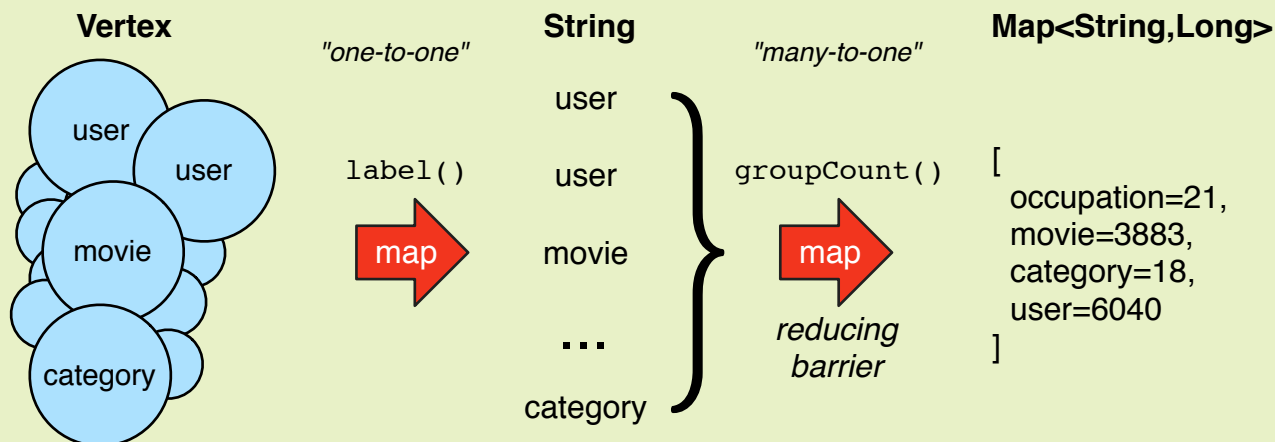 Vertex
"one-to-one"
String
"many-to-one"
Map<String,Long>
user
user
movie
category
label()
map
user
user
movie
...
category
groupCount()
map
reducing
barrier
[
occupation=21,
movie=3883,
category=18,
user=6040
]